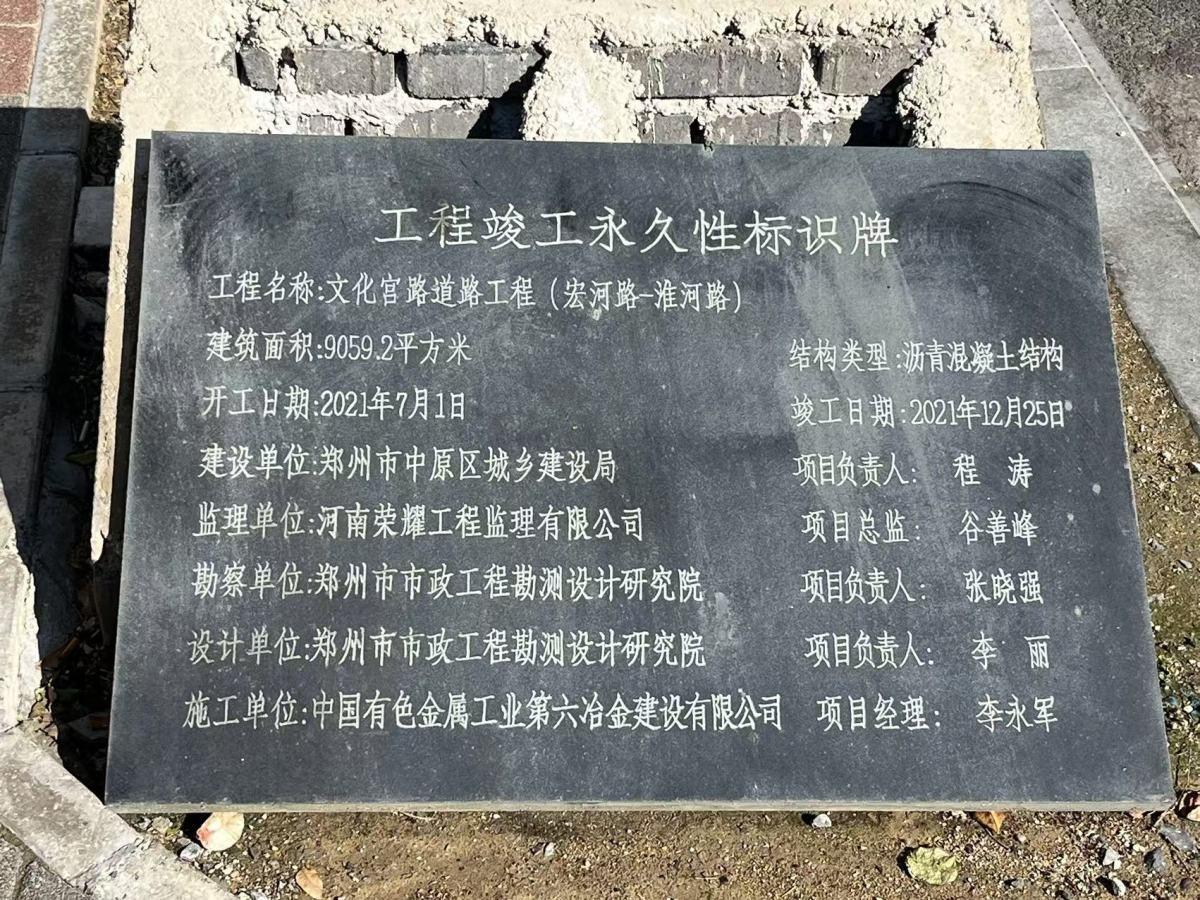 工程竣工永久性标识牌
工程名称:文化宫路道路工程（宏河路-淮河路）
建筑面积:9059.2平方米 结构类型:沥青混凝土结构
开工日期:2021年7月1日 竣工日期:2021年12月25日
建设单位:郑州市中原区城乡建设局 项目负责人: 程涛
监理单位:河南荣耀工程监理有限公司 项目总监: 谷善峰
勘察单位:郑州市市政工程勘测设计研究院 项目负责人: 张晓强
设计单位:郑州市市政工程勘测设计研究院 项目负责人: 李丽
施工单位:中国有色金属工业第六冶金建设有限公司 项目经理: 李永军